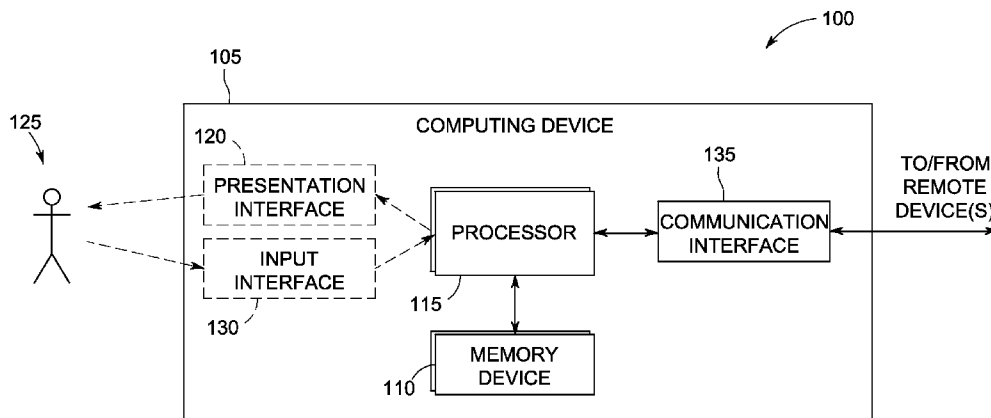 100
105
125
COMPUTING DEVICE
120
PRESENTATION
INTERFACE
135
TO/FROM
REMOTE
DEVICE(S)
PROCESSOR
COMMUNICATION
INTERFACE
INPUT
INTERFACE
130
115
110
MEMORY
DEVICE